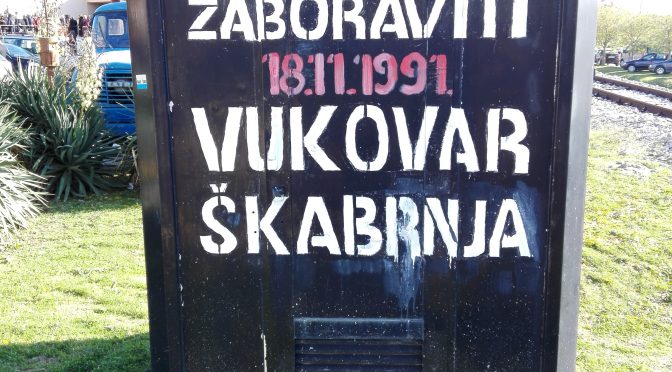 ZABORAVITI
18.11.1991.
VUKOVAR
ŠKABRNJA